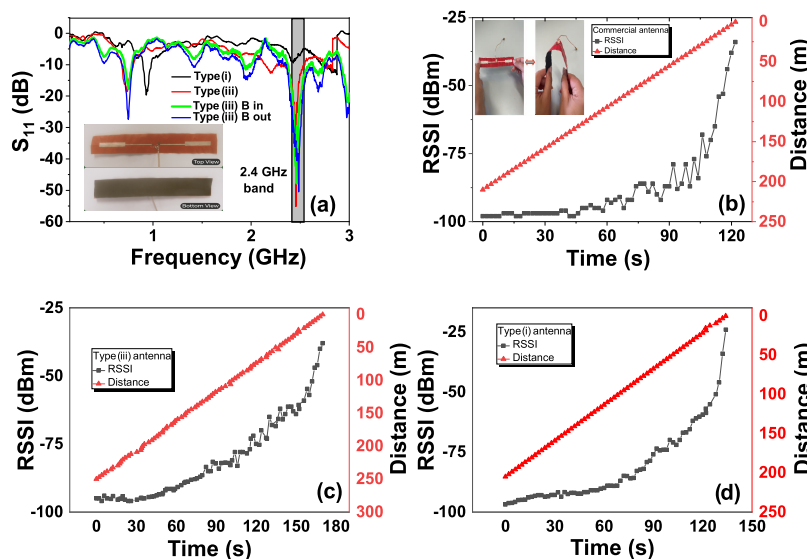 0
-10
-20
-30
-40
-50
-60
S11 (dB)
Type(i)
Type(iii)
Type(iii) B in
Type(iii) B out
Top View
Bottom View
2.4 GHz
band
(a)
1
2
3
Frequency (GHz)
-25
-50
-75
-100
RSSI (dBm)
Commercial antenna
RSSI
Distance
(b)
0
50
100
150
200
250
Distance (m)
0
30
60
90
120
Time (s)
-25
-50
-75
-100
RSSI (dBm)
Type(iii) antenna
RSSI
Distance
(c)
0
50
100
150
200
250
300
Distance (m)
0
30
60
90
120
150
180
Time (s)
-25
-50
-75
-100
RSSI (dBm)
Type(i) antenna
RSSI
Distance
(d)
0
50
100
150
200
250
Distance (m)
0
30
60
90
120
150
Time (s)